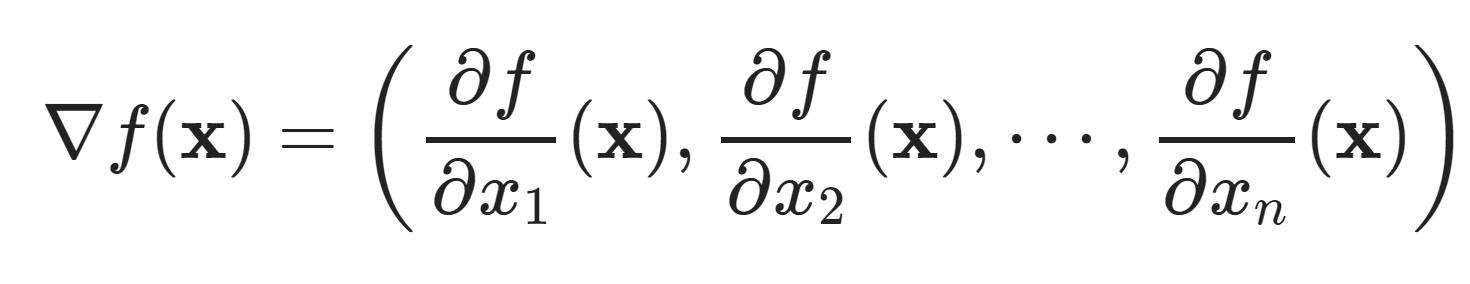 ∇f(𝐱) = (∂f/∂x₁(𝐱), ∂f/∂x₂(𝐱), ⋯, ∂f/∂xₙ(𝐱))